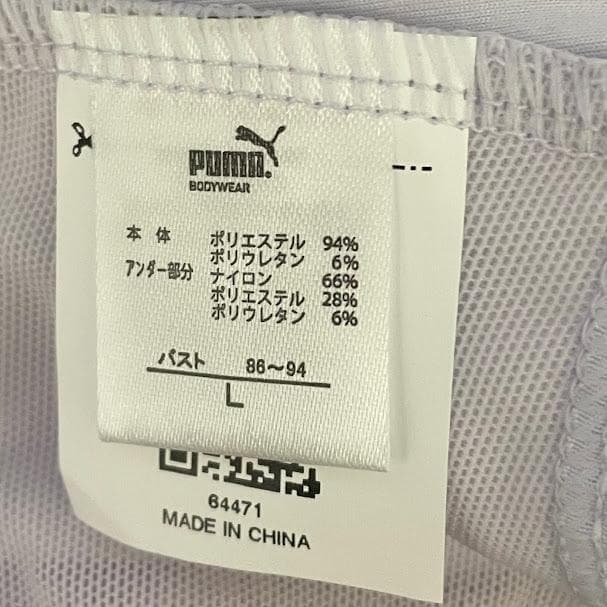 PUMA
BODYWEAR
本 体 ポリエステル 94%
ポリウレタン 6%
アンダー部分 ナイロン 66%
ポリエステル 28%
ポリウレタン 6%
バスト 86〜94
L
64471
MADE IN CHINA